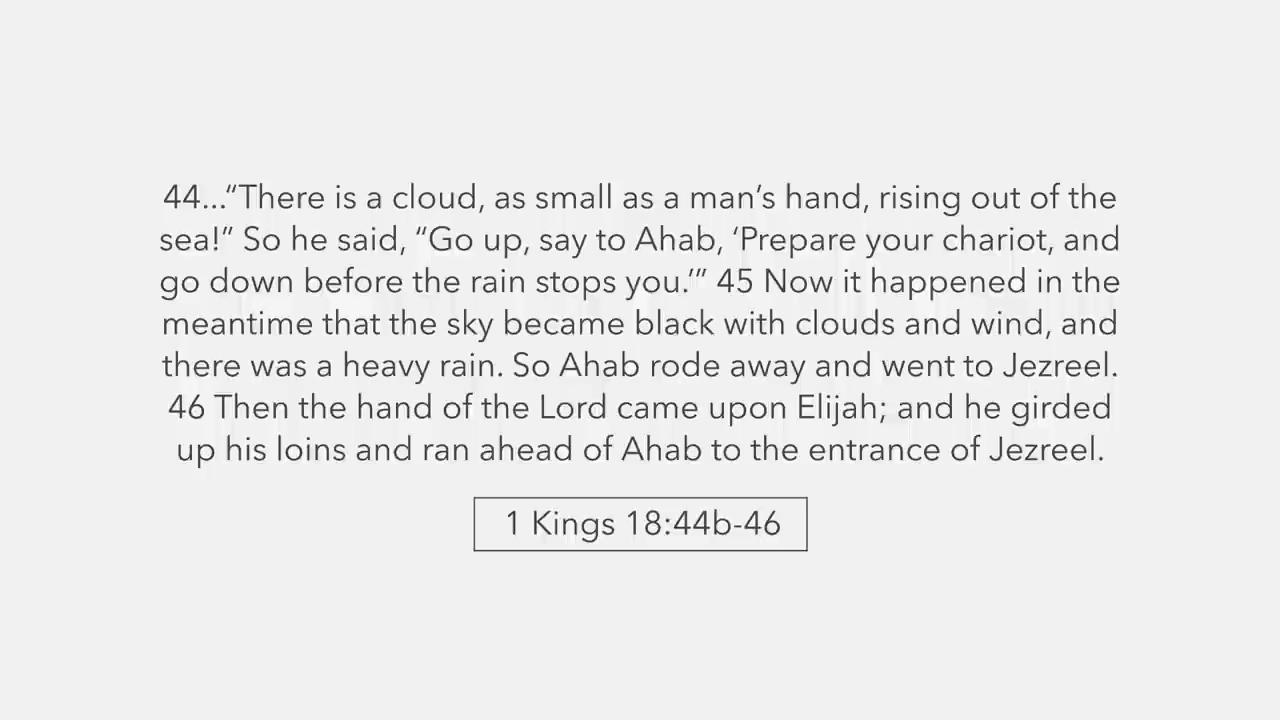 44...“There is a cloud, as small as a man’s hand, rising out of the
sea!” So he said, “Go up, say to Ahab, ‘Prepare your chariot, and
go down before the rain stops you.’” 45 Now it happened in the
meantime that the sky became black with clouds and wind, and
there was a heavy rain. So Ahab rode away and went to Jezreel.
46 Then the hand of the Lord came upon Elijah; and he girded
up his loins and ran ahead of Ahab to the entrance of Jezreel.
1 Kings 18:44b-46